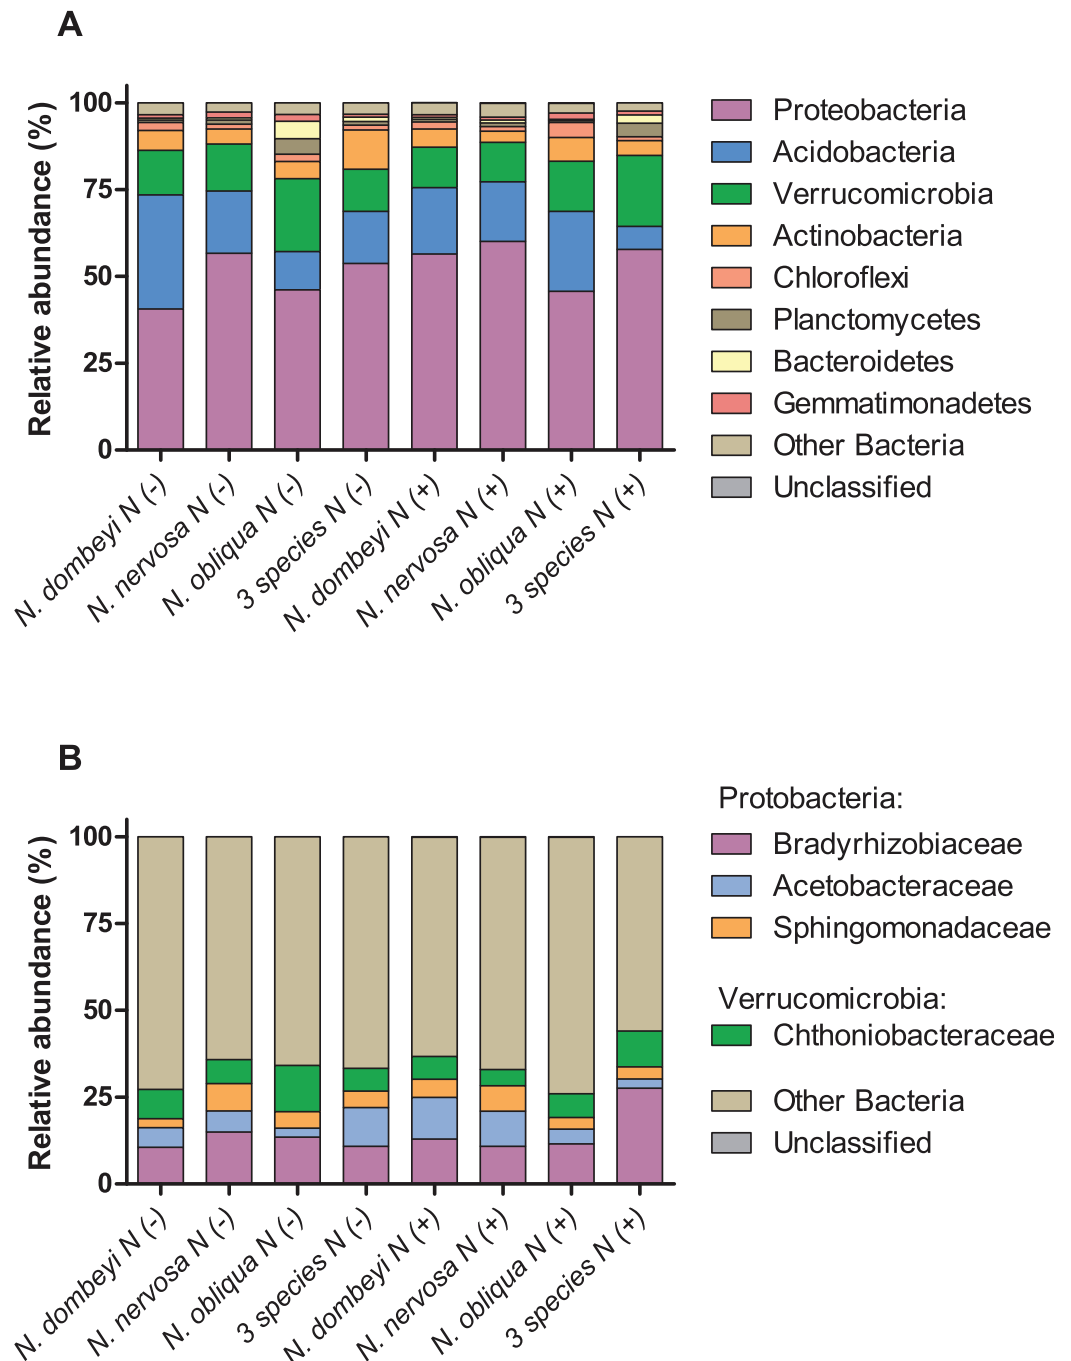 A
Relative abundance (%)
100
75
50
25
0
N. dombeyi N (-)
N. nervosa N (-)
N. obliqua N (-)
3 species N (-)
N. dombeyi N (+)
N. nervosa N (+)
N. obliqua N (+)
3 species N (+)
Proteobacteria
Acidobacteria
Verrucomicrobia
Actinobacteria
Chloroflexi
Planctomycetes
Bacteroidetes
Gemmatimonadetes
Other Bacteria
Unclassified
B
Relative abundance (%)
100
75
50
25
0
N. dombeyi N (-)
N. nervosa N (-)
N. obliqua N (-)
3 species N (-)
N. dombeyi N (+)
N. nervosa N (+)
N. obliqua N (+)
3 species N (+)
Protobacteria:
Bradyrhizobiaceae
Acetobacteraceae
Sphingomonadaceae
Verrucomicrobia:
Chthoniobacteraceae
Other Bacteria
Unclassified